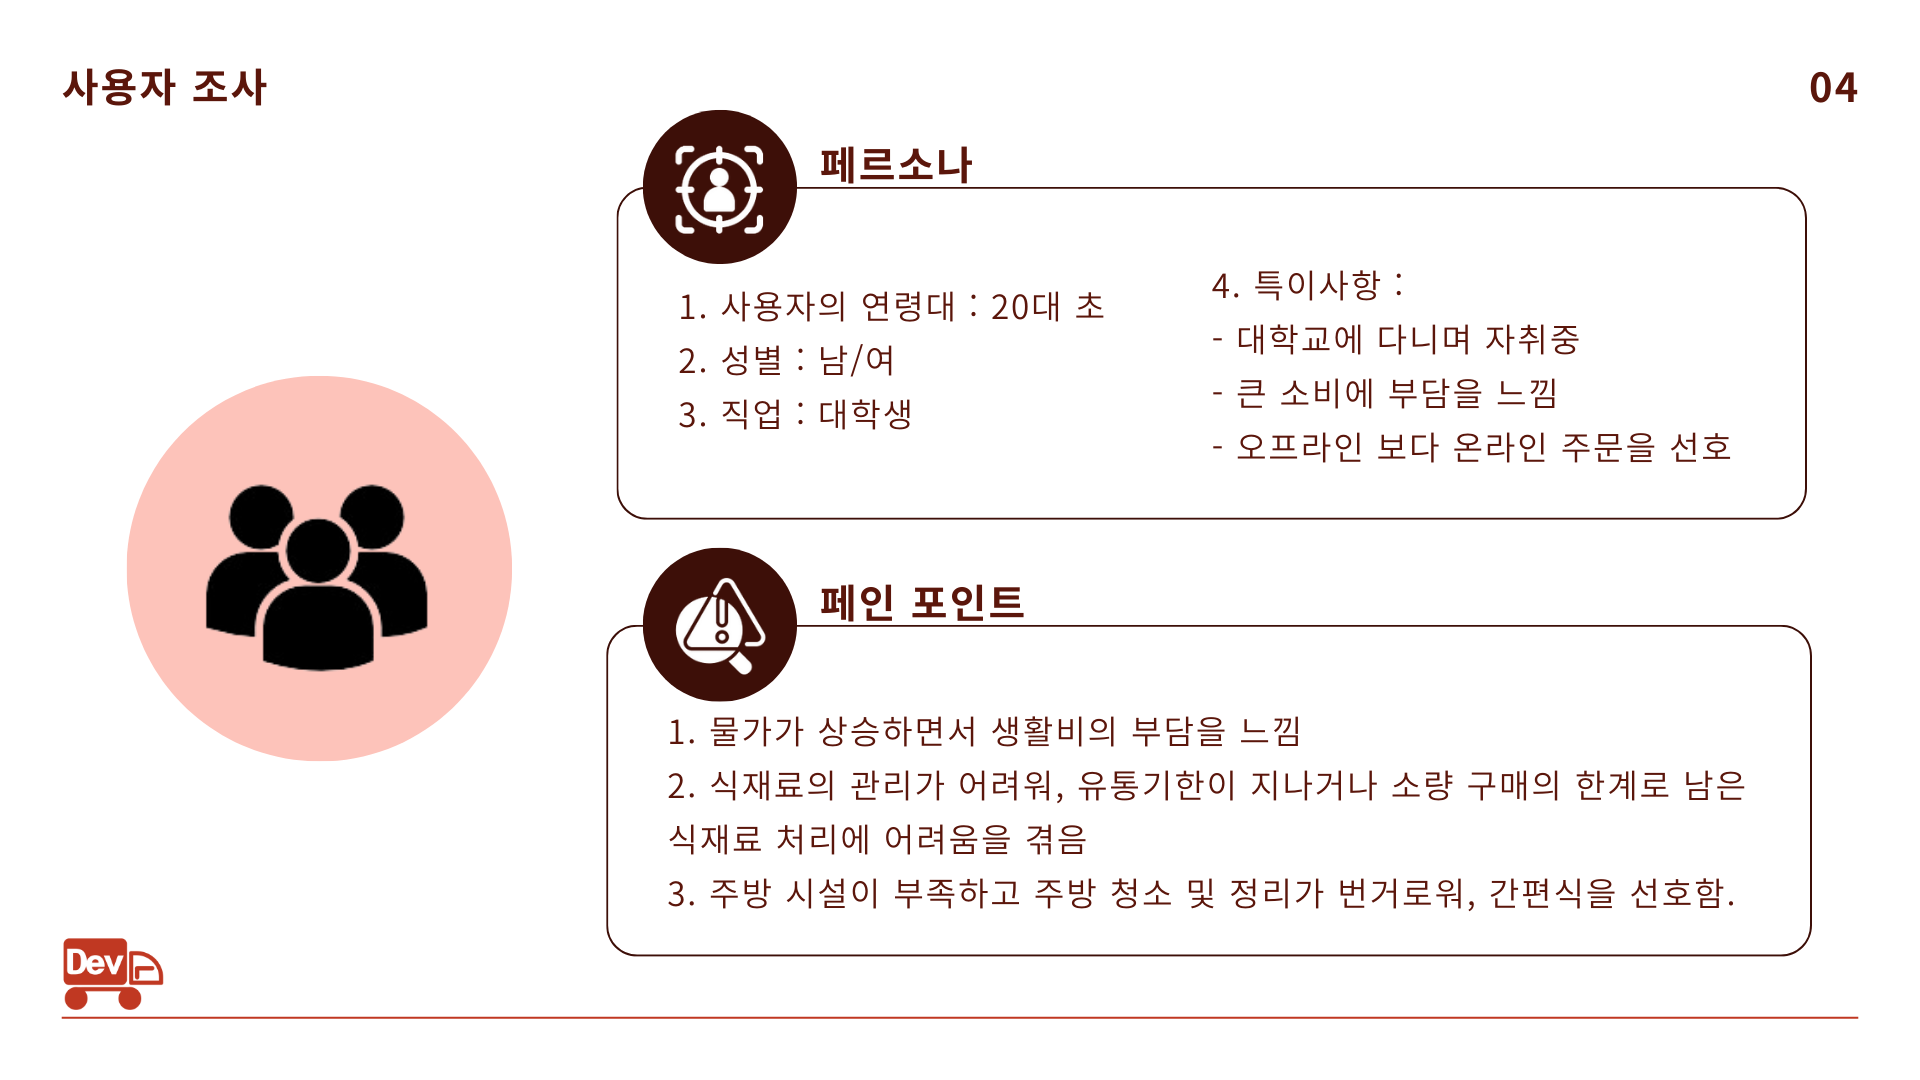 사용자 조사
04
페르소나
1. 사용자의 연령대 : 20대 초
2. 성별 : 남/여
3. 직업 : 대학생
4. 특이사항 :
- 대학교에 다니며 자취중
- 큰 소비에 부담을 느낌
- 오프라인 보다 온라인 주문을 선호
페인 포인트
1. 물가가 상승하면서 생활비의 부담을 느낌
2. 식재료의 관리가 어려워, 유통기한이 지나거나 소량 구매의 한계로 남은
식재료 처리에 어려움을 겪음
3. 주방 시설이 부족하고 주방 청소 및 정리가 번거로워, 간편식을 선호함.
Dev